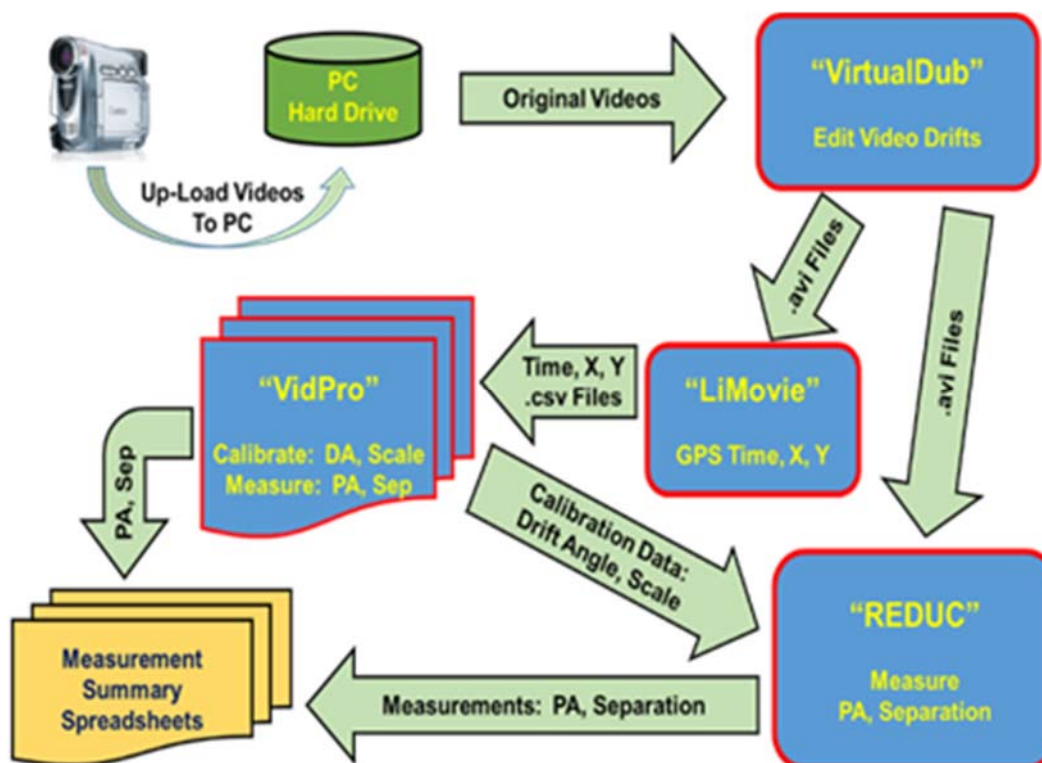 PC
Hard Drive
Original Videos
“VirtualDub”
Edit Video Drifts
Up-Load Videos
To PC
.avi Files
.avi Files
“VidPro”
Calibrate: DA, Scale
Measure: PA, Sep
Time, X, Y
.csv Files
“LiMovie”
GPS Time, X, Y
PA, Sep
Calibration Data:
Drift Angle, Scale
“REDUC”
Measure
PA, Separation
Measurement
Summary
Spreadsheets
Measurements: PA, Separation